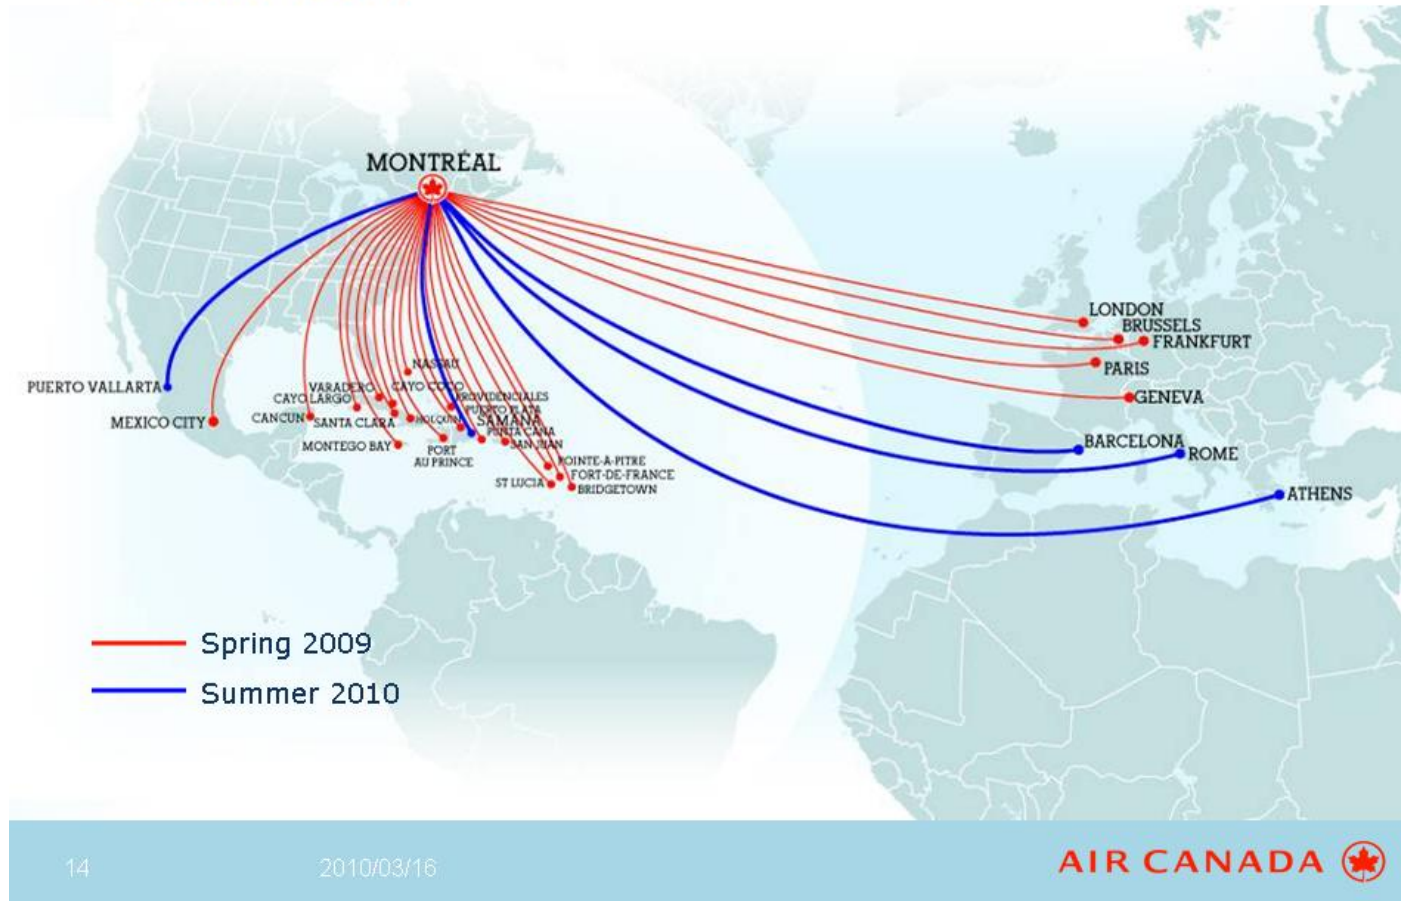 MONTRÉAL
LONDON
BRUSSELS
FRANKFURT
PARIS
GENEVA
NASSAU
PUERTO VALLARTA
VARADERO
CAYO COCO
CAYO LARGO
PROVIDENCIALES
PUERTO PLATA
MEXICO CITY
CANCUN
SANTA CLARA
HOLQUIN
SAMANA
PUNTA CANA
MONTEGO BAY
PORT
AU PRINCE
SAN JUAN
BARCELONA
ROME
POINTE-À-PITRE
FORT-DE-FRANCE
ST LUCIA
BRIDGETOWN
ATHENS
Spring 2009
Summer 2010
14
2010/03/16
AIR CANADA